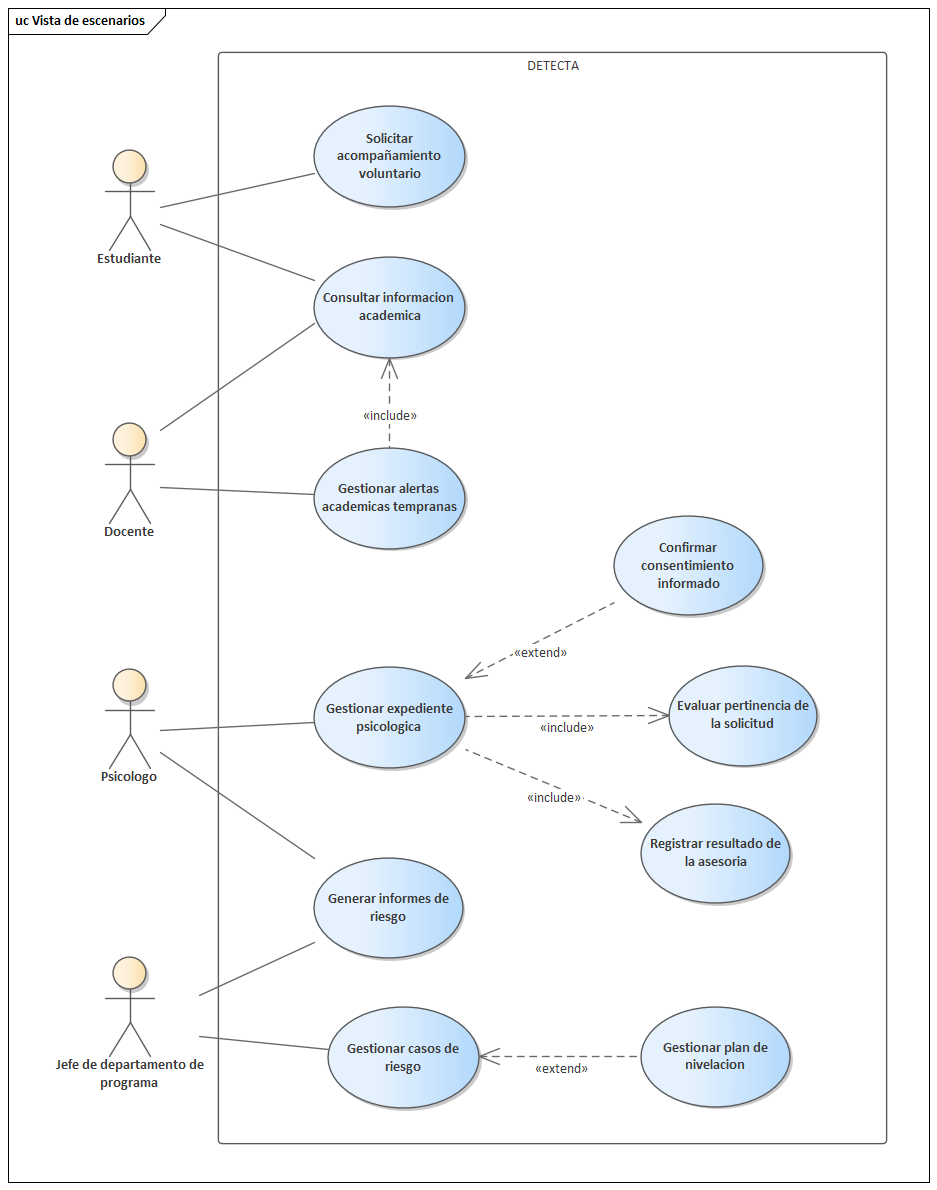 uc Vista de escenarios
DETECTA
Solicitar
acompañamiento
voluntario
Estudiante
Consultar informacion
academica
«include»
Docente
Gestionar alertas
academicas tempranas
Confirmar
consentimiento
informado
«extend»
Psicologo
Gestionar expediente
psicologica
«include»
Evaluar pertinencia de
la solicitud
«include»
Registrar resultado de
la asesoria
Generar informes de
riesgo
Jefe de departamento de
programa
Gestionar casos de
riesgo
«extend»
Gestionar plan de
nivelacion